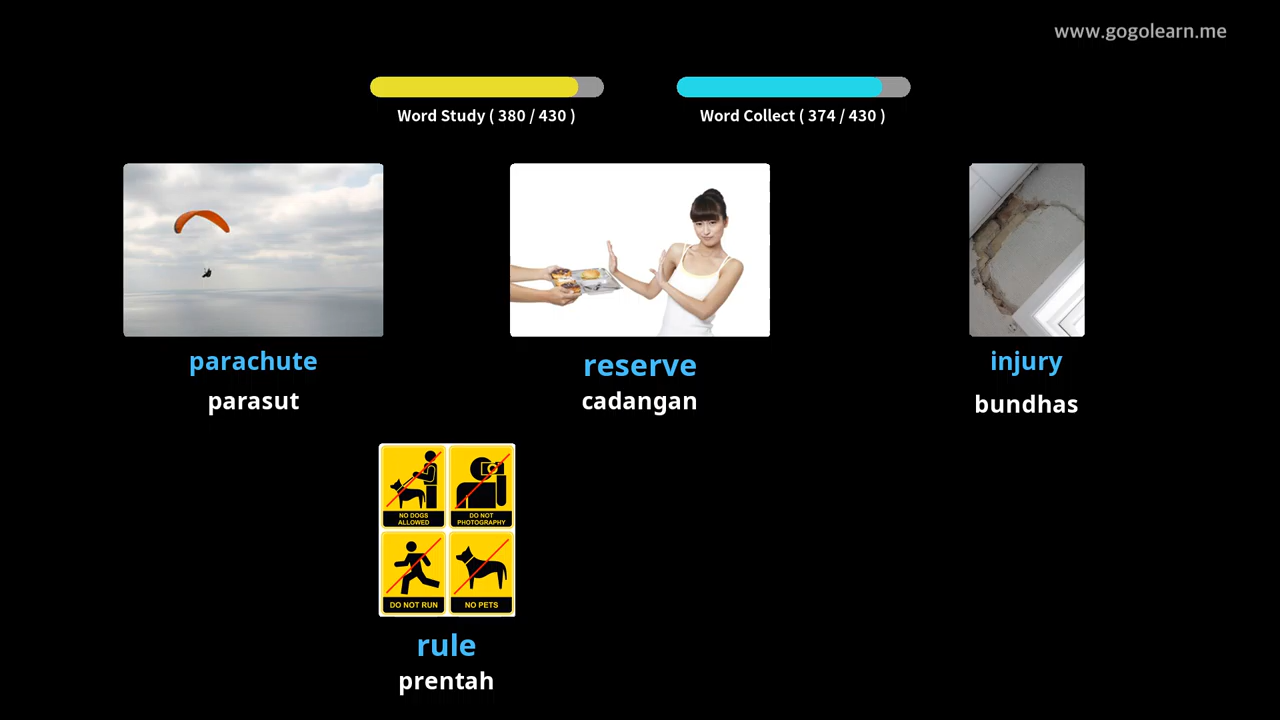 www.gogolearn.me
Word Study ( 380 / 430 )
Word Collect ( 374 / 430 )
parachute
parasut
reserve
cadangan
injury
bundhas
NO DOGS
ALLOWED
DO NOT
PHOTOGRAPHY
DO NOT RUN
NO PETS
rule
prentah